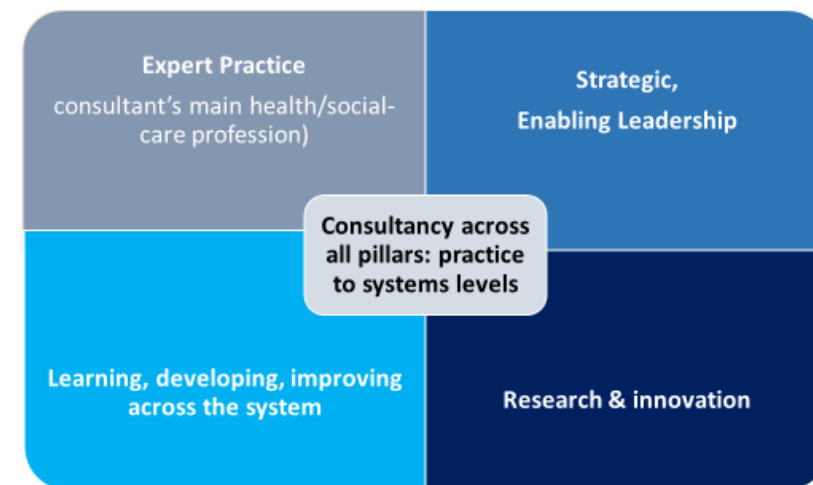 Expert Practice
consultant's main health/social-
care profession)
Strategic,
Enabling Leadership
Consultancy across
all pillars: practice
to systems levels
Learning, developing, improving
across the system
Research & innovation